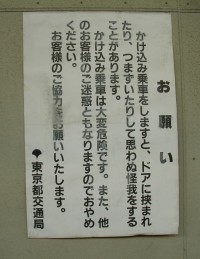 お願い
かけ込み乗車をしますと、ドアに挟まれ
たり、つまずいたりして思わぬ怪我をする
ことがあります。
かけ込み乗車は大変危険です。また、他
のお客様のご迷惑ともなりますのでおやめ
ください。
お客様のご協力をお願いいたします。
東京都交通局